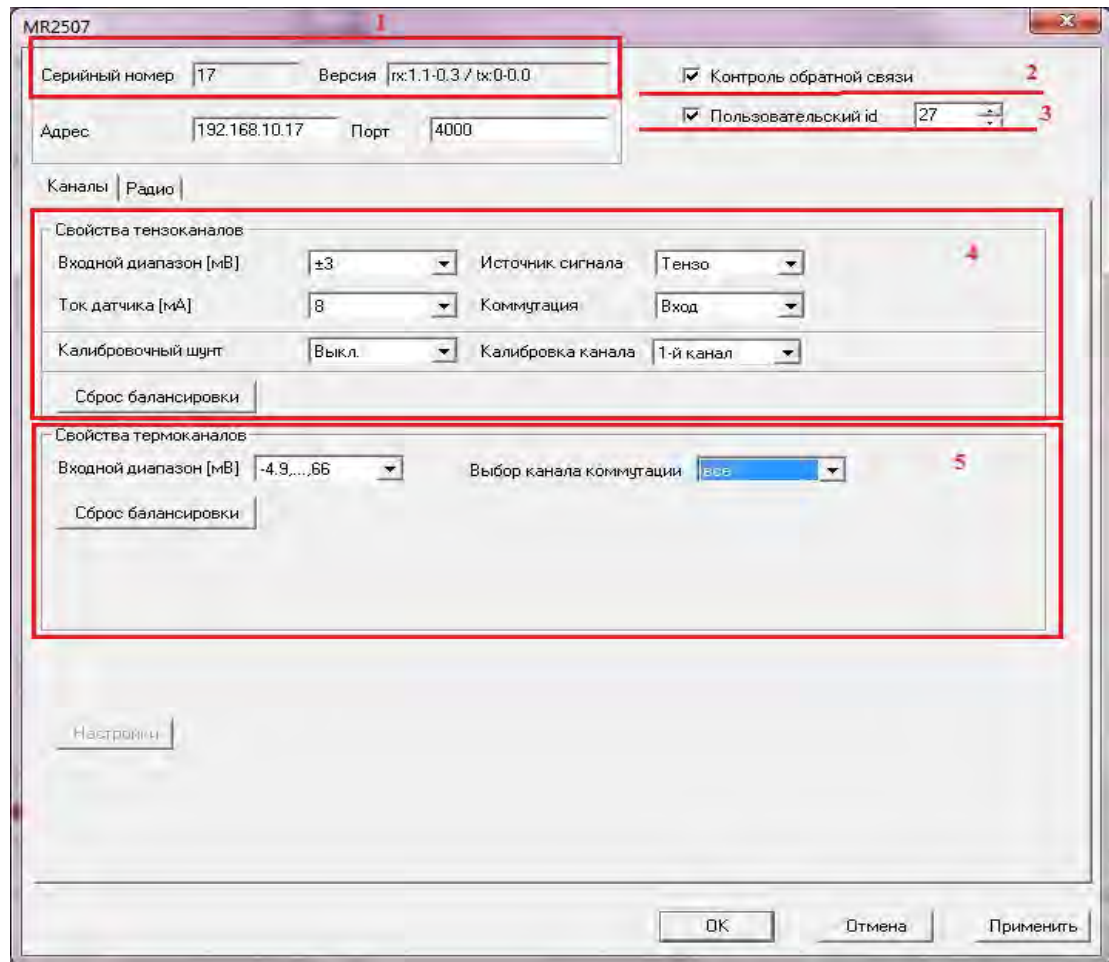 MR2507
1
Серийный номер 17 Версия rx:1.1-0.3 / tx:0-0.0
Контроль обратной связи 2
Адрес 192.168.10.17 Порт 4000
Пользовательский id 27 3
Каналы Радио
Свойства тензоканалов
4
Входной диапазон [мВ] ±3 Источник сигнала Тензо
Ток датчика [мА] 8 Коммутация Вход
Калибровочный шунт Выкл. Калибровка канала 1-й канал
Сброс балансировки
Свойства термоканалов
Входной диапазон [мВ] -4.9,...,66 Выбор канала коммутации все 5
Сброс балансировки
Настройки
OK Отмена Применить